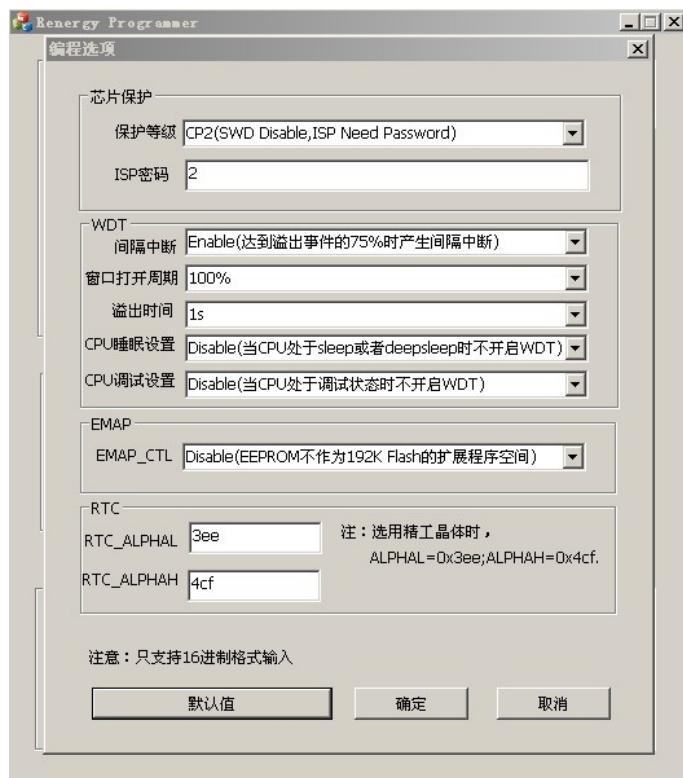 Renergy Programmer
编程选项
芯片保护
保护等级 CP2(SWD Disable,ISP Need Password)
ISP密码 2
WDT
间隔中断 Enable(达到溢出事件的75%时产生间隔中断)
窗口打开周期 100%
溢出时间 1s
CPU睡眠设置 Disable(当CPU处于sleep或者deepsleep时不开启WDT)
CPU调试设置 Disable(当CPU处于调试状态时不开启WDT)
EMAP
EMAP_CTL Disable(EEPROM不作为192K Flash的扩展程序空间)
RTC
RTC_ALPHAL 3ee 注：选用精工晶体时，
ALPHAL=0x3ee;ALPHAH=0x4cf.
RTC_ALPHAH 4cf
注意：只支持16进制格式输入
默认值 确定 取消